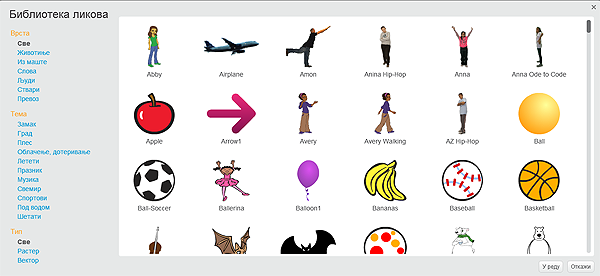 Библиотека ликова
Врста
Све
Животиње
Из маште
Слова
Људи
Ствари
Превоз
Тема
Замак
Град
Плес
Облачење, дотеривање
Летети
Празник
Музика
Свемир
Спортови
Под водом
Шетати
Тип
Све
Растер
Вектор
Abby Airplane Amon Anina Hip-Hop Anna Anna Ode to Code
Apple Arrow1 Avery Avery Walking AZ Hip-Hop Ball
Ball-Soccer Ballerina Balloon1 Bananas Baseball Basketball
У реду Откажи